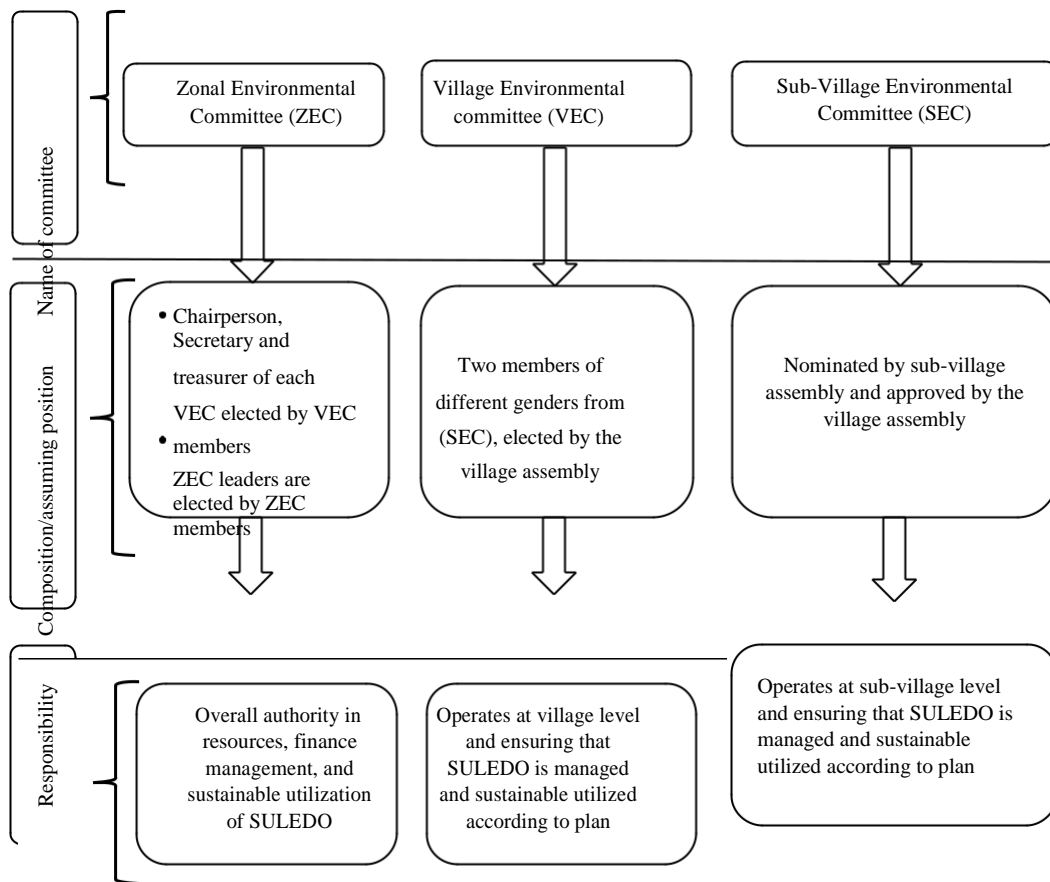 Name of committee
Zonal Environmental
Committee (ZEC)
Village Environmental
committee (VEC)
Sub-Village Environmental
Committee (SEC)
Composition/assuming position
• Chairperson,
Secretary and
treasurer of each
VEC elected by VEC
• members
ZEC leaders are
elected by ZEC
members
Two members of
different genders from
(SEC), elected by the
village assembly
Nominated by sub-village
assembly and approved by the
village assembly
Responsibility
Overall authority in
resources, finance
management, and
sustainable utilization
of SULEDO
Operates at village level
and ensuring that
SULEDO is managed
and sustainable utilized
according to plan
Operates at sub-village level
and ensuring that SULEDO is
managed and sustainable
utilized according to plan